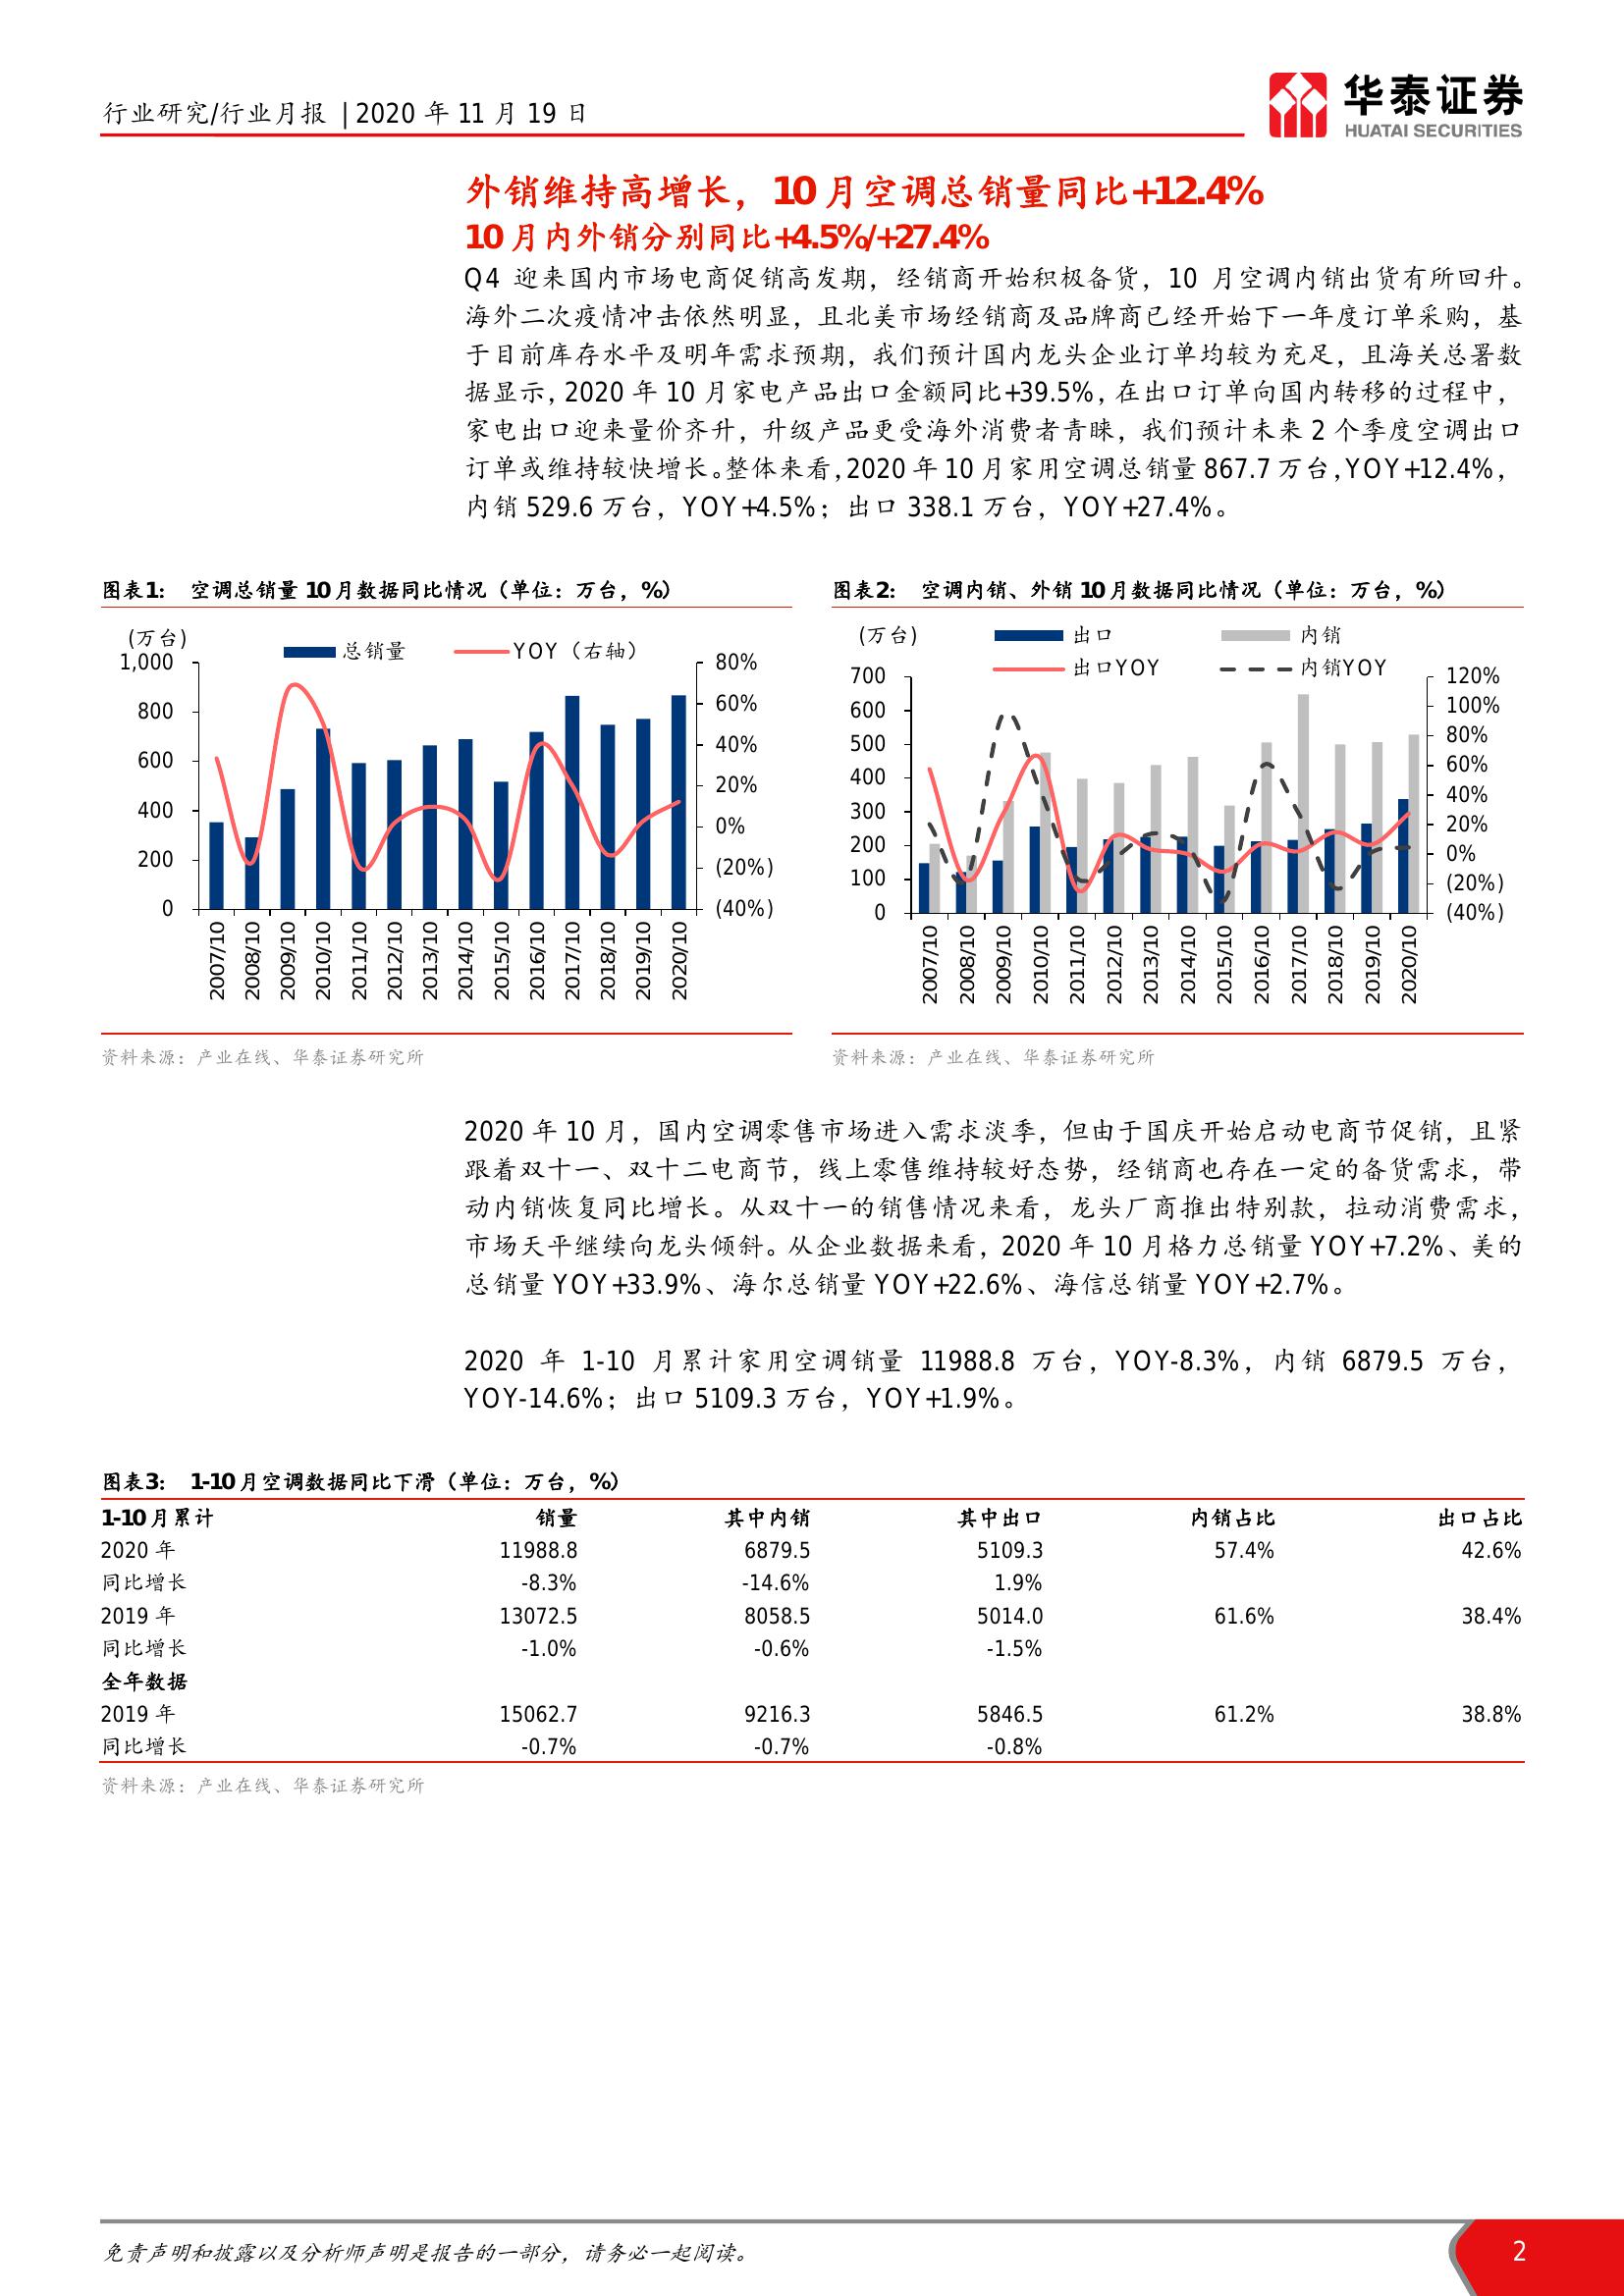 行业研究/行业月报 | 2020 年 11 月 19 日
华泰证券
HUATAI SECURITIES
外销维持高增长，10 月空调总销量同比+12.4%
10 月内外销分别同比+4.5%/+27.4%
Q4 迎来国内市场电商促销高发期，经销商开始积极备货，10 月空调内销出货有所回升。
海外二次疫情冲击依然明显，且北美市场经销商及品牌商已经开始下一年度订单采购，基
于目前库存水平及明年需求预期，我们预计国内龙头企业订单均较为充足，且海关总署数
据显示，2020 年 10 月家电产品出口金额同比+39.5%，在出口订单向国内转移的过程中，
家电出口迎来量价齐升，升级产品更受海外消费者青睐，我们预计未来 2 个季度空调出口
订单或维持较快增长。整体来看，2020 年 10 月家用空调总销量 867.7 万台，YOY+12.4%，
内销 529.6 万台，YOY+4.5%；出口 338.1 万台，YOY+27.4%。
图表1： 空调总销量 10 月数据同比情况（单位：万台，%）
(万台)
总销量 YOY（右轴）
1,000
800
600
400
200
0
80%
60%
40%
20%
0%
(20%)
(40%)
2007/10
2008/10
2009/10
2010/10
2011/10
2012/10
2013/10
2014/10
2015/10
2016/10
2017/10
2018/10
2019/10
2020/10
资料来源：产业在线、华泰证券研究所
图表2： 空调内销、外销 10 月数据同比情况（单位：万台，%）
(万台)
出口 内销
出口YOY 内销YOY
700
600
500
400
300
200
100
0
120%
100%
80%
60%
40%
20%
0%
(20%)
(40%)
2007/10
2008/10
2009/10
2010/10
2011/10
2012/10
2013/10
2014/10
2015/10
2016/10
2017/10
2018/10
2019/10
2020/10
资料来源：产业在线、华泰证券研究所
2020 年 10 月，国内空调零售市场进入需求淡季，但由于国庆开始启动电商节促销，且紧
跟着双十一、双十二电商节，线上零售维持较好态势，经销商也存在一定的备货需求，带
动内销恢复同比增长。从双十一的销售情况来看，龙头厂商推出特别款，拉动消费需求，
市场天平继续向龙头倾斜。从企业数据来看，2020 年 10 月格力总销量 YOY+7.2%、美的
总销量 YOY+33.9%、海尔总销量 YOY+22.6%、海信总销量 YOY+2.7%。
2020 年 1-10 月累计家用空调销量 11988.8 万台，YOY-8.3%，内销 6879.5 万台，
YOY-14.6%；出口 5109.3 万台，YOY+1.9%。
图表3： 1-10 月空调数据同比下滑（单位：万台，%）
1-10 月累计 销量 其中内销 其中出口 内销占比 出口占比
2020 年 11988.8 6879.5 5109.3 57.4% 42.6%
同比增长 -8.3% -14.6% 1.9%
2019 年 13072.5 8058.5 5014.0 61.6% 38.4%
同比增长 -1.0% -0.6% -1.5%
全年数据
2019 年 15062.7 9216.3 5846.5 61.2% 38.8%
同比增长 -0.7% -0.7% -0.8%
资料来源：产业在线、华泰证券研究所
免责声明和披露以及分析师声明是报告的一部分，请务必一起阅读。
2